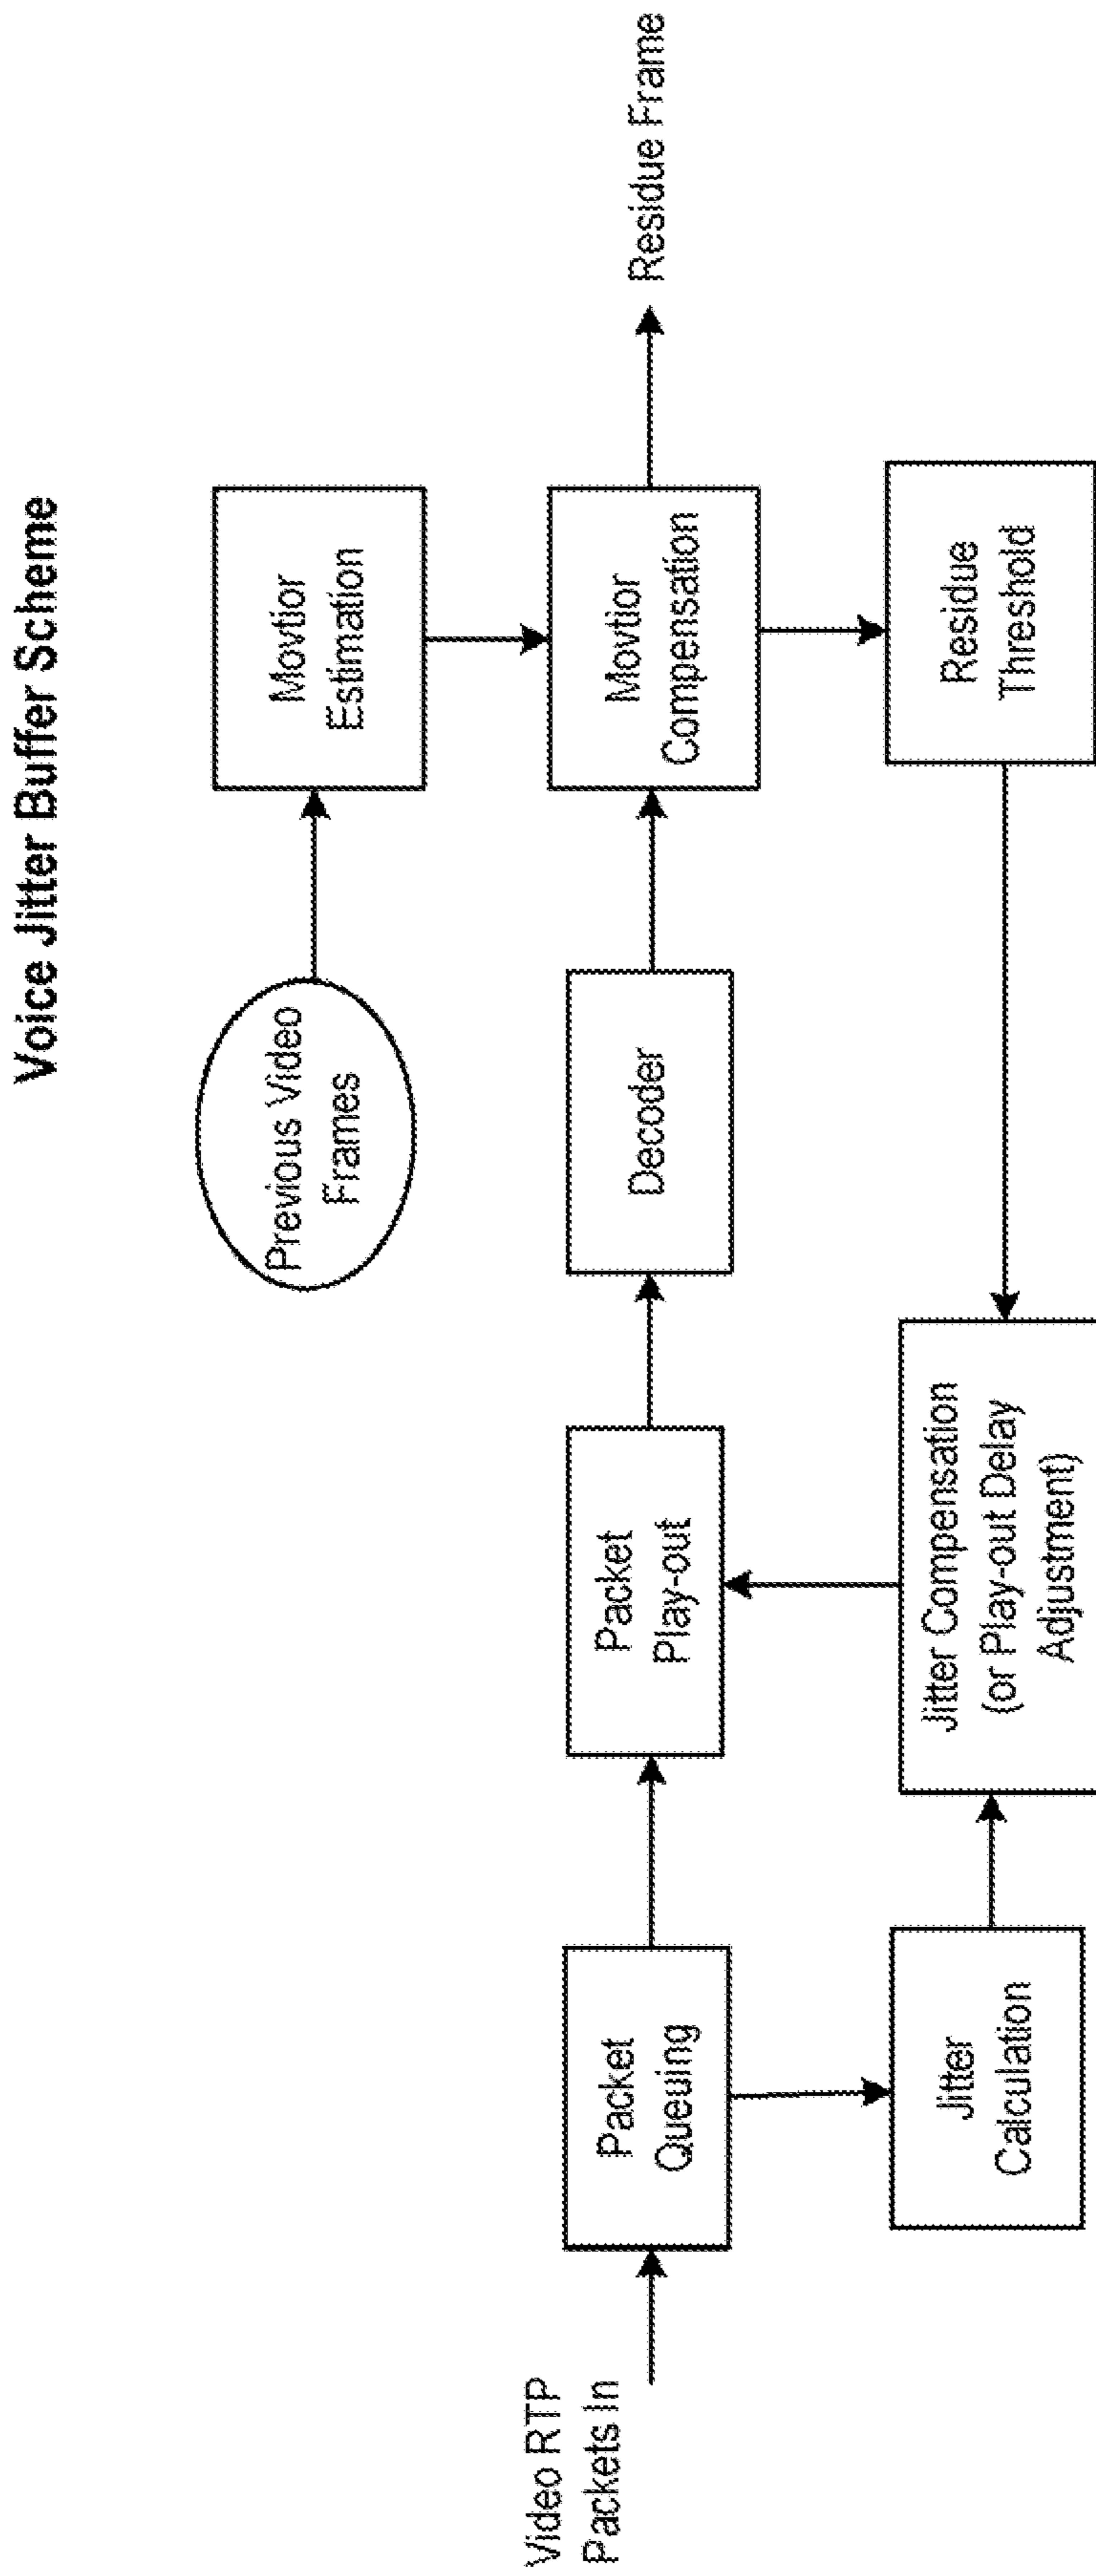 Voice Jitter Buffer Scheme
Previous Video
Frames
Movtior
Estimation
Video RTP
Packets In
Packet
Queuing
Packet
Play-out
Decoder
Movtior
Compensation
Residue Frame
Jitter
Calculation
Jitter Compensation
(or Play-out Delay
Adjustment)
Residue
Threshold